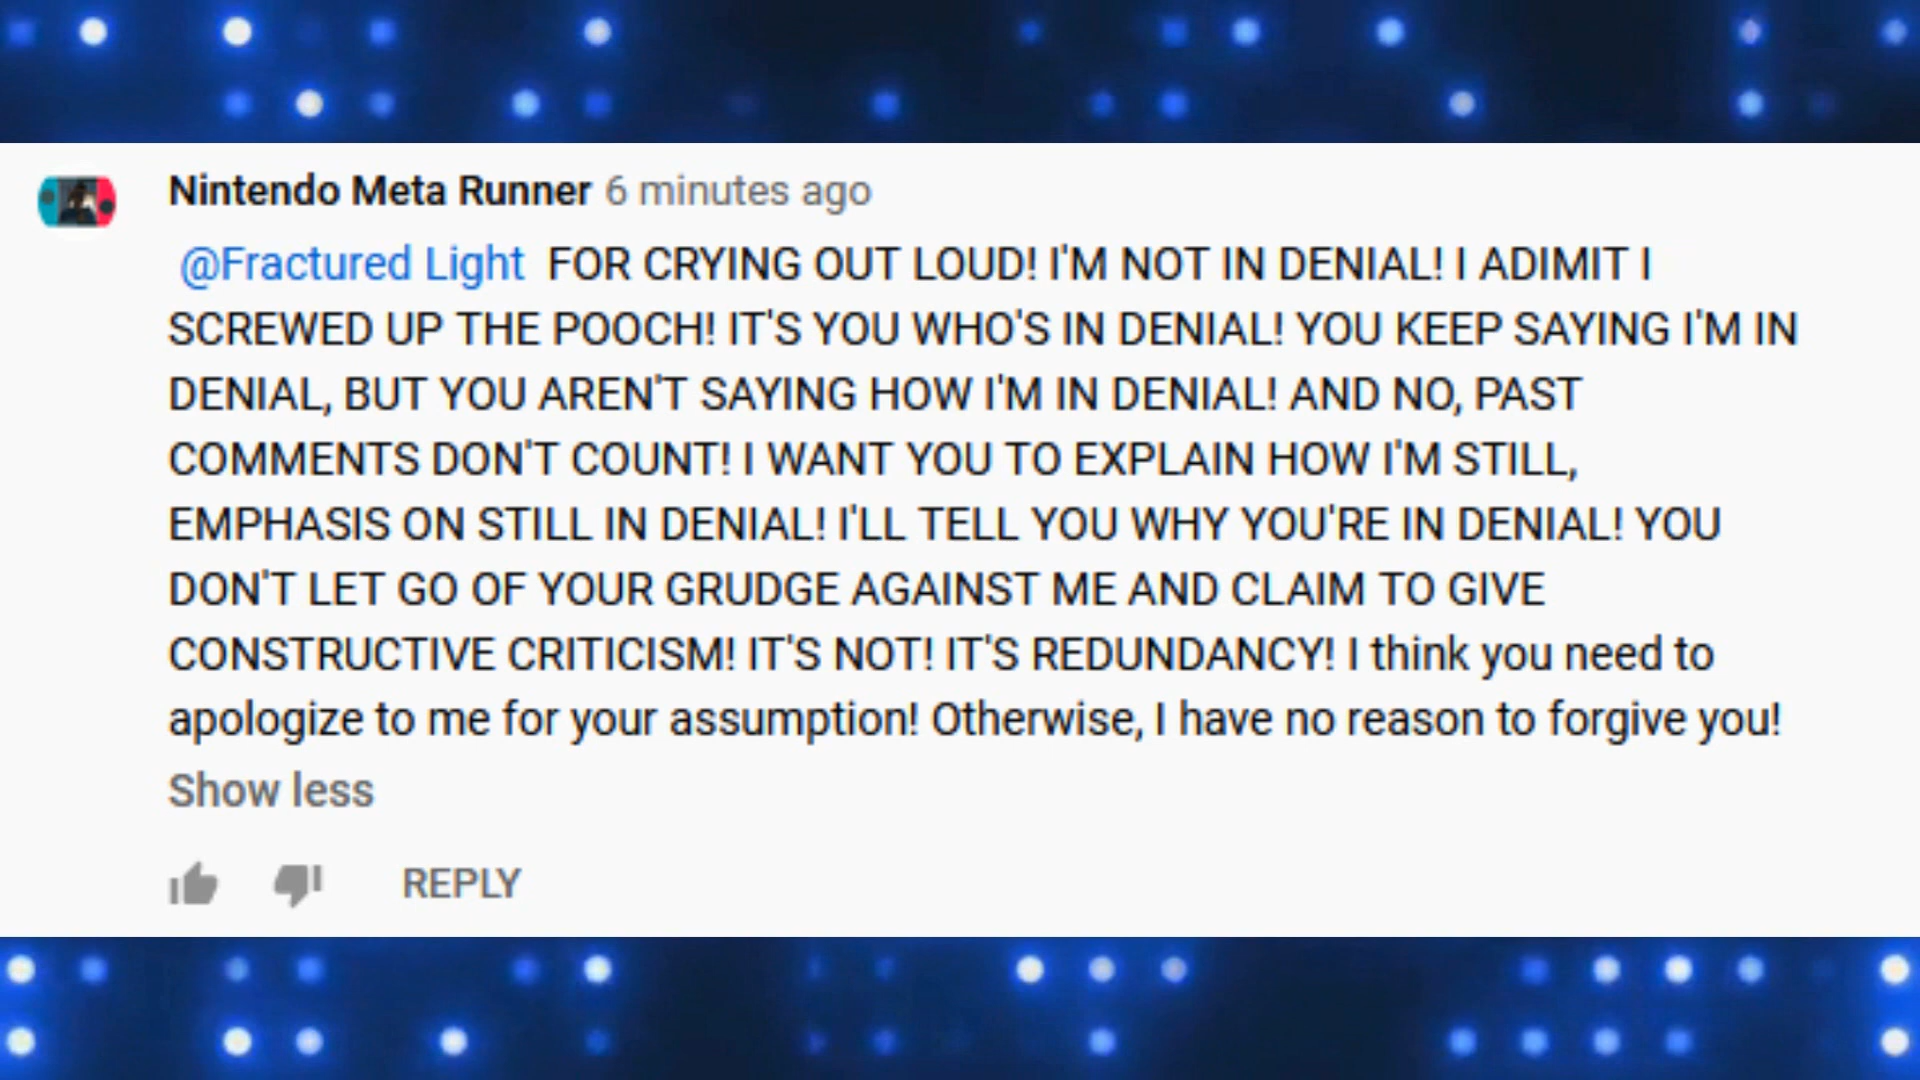 Nintendo Meta Runner 6 minutes ago
@Fractured Light FOR CRYING OUT LOUD! I'M NOT IN DENIAL! I ADIMIT I
SCREWED UP THE POOCH! IT'S YOU WHO'S IN DENIAL! YOU KEEP SAYING I'M IN
DENIAL, BUT YOU AREN'T SAYING HOW I'M IN DENIAL! AND NO, PAST
COMMENTS DON'T COUNT! I WANT YOU TO EXPLAIN HOW I'M STILL,
EMPHASIS ON STILL IN DENIAL! I'LL TELL YOU WHY YOU'RE IN DENIAL! YOU
DON'T LET GO OF YOUR GRUDGE AGAINST ME AND CLAIM TO GIVE
CONSTRUCTIVE CRITICISM! IT'S NOT! IT'S REDUNDANCY! I think you need to
apologize to me for your assumption! Otherwise, I have no reason to forgive you!
Show less
REPLY